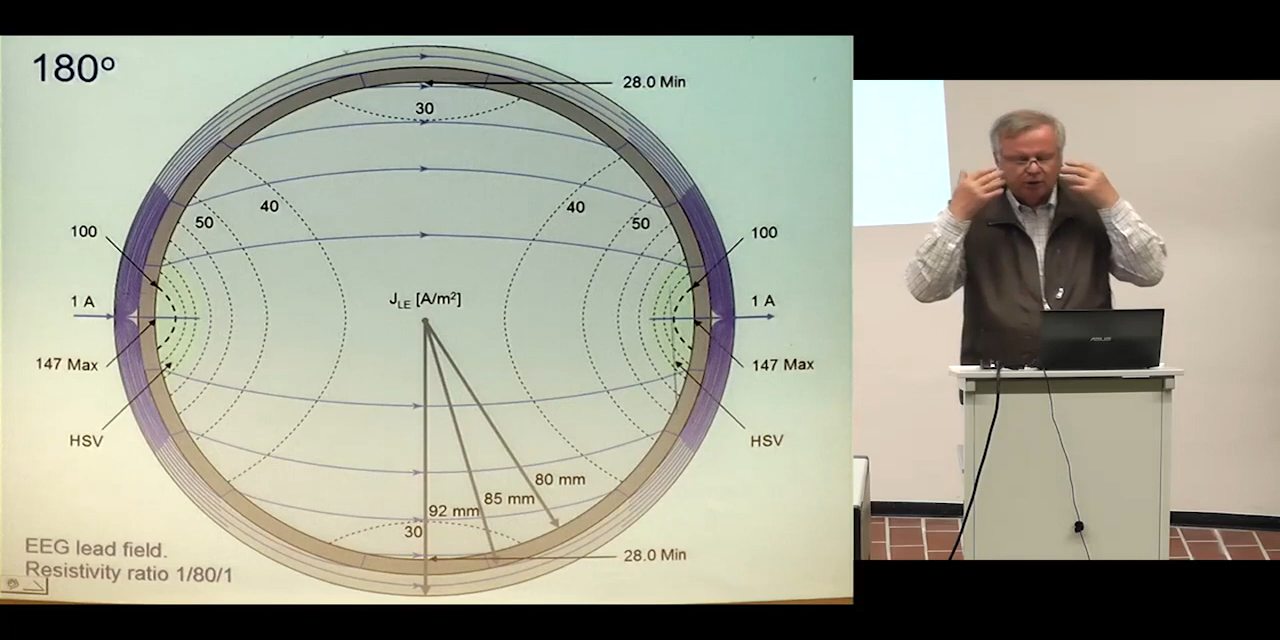 180°
28.0 Min
30
50
40
40
50
100
100
J_LE [A/m²]
1 A
1 A
147 Max
147 Max
HSV
HSV
80 mm
85 mm
92 mm
30
28.0 Min
EEG lead field.
Resistivity ratio 1/80/1
ASUS